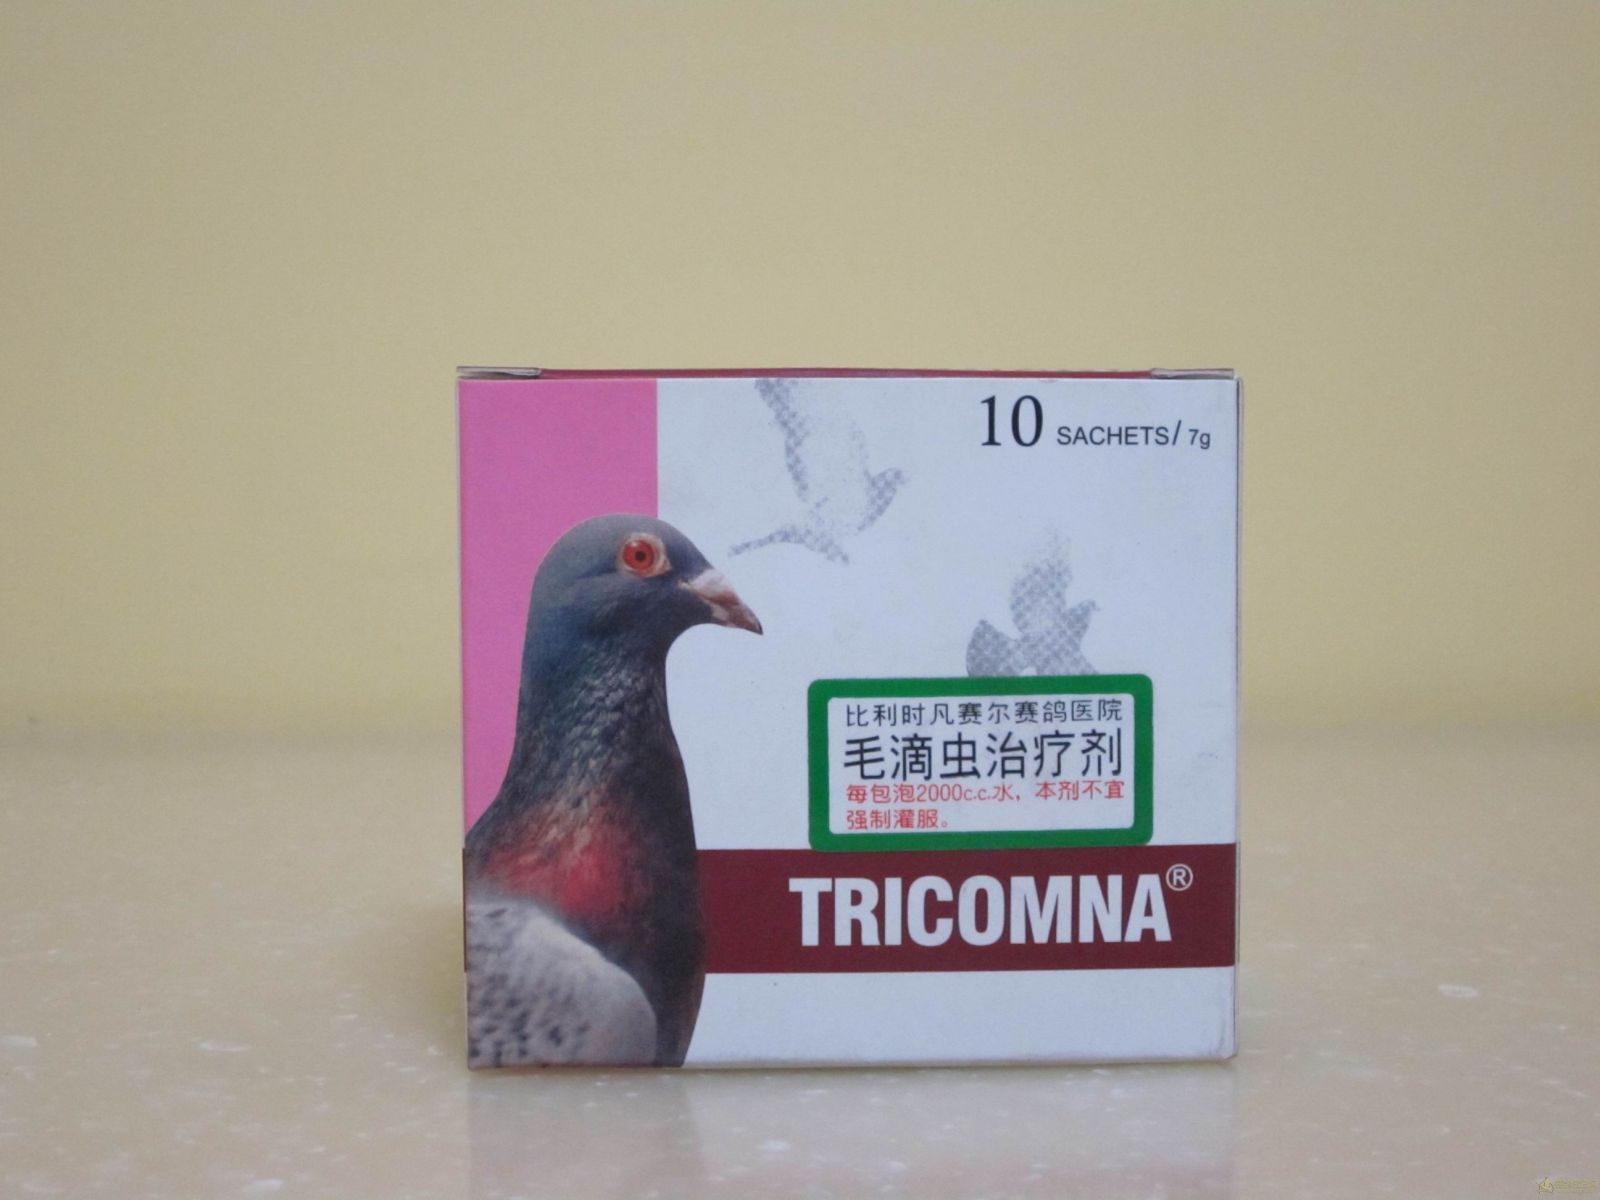 10 SACHETS/ 7g
比利时凡赛尔赛鸽医院
毛滴虫治疗剂
每包泡2000c.c.水，本剂不宜
强制灌服。
TRICOMNA®